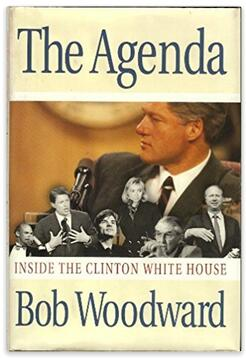 The Agenda
INSIDE THE CLINTON WHITE HOUSE
Bob Woodward